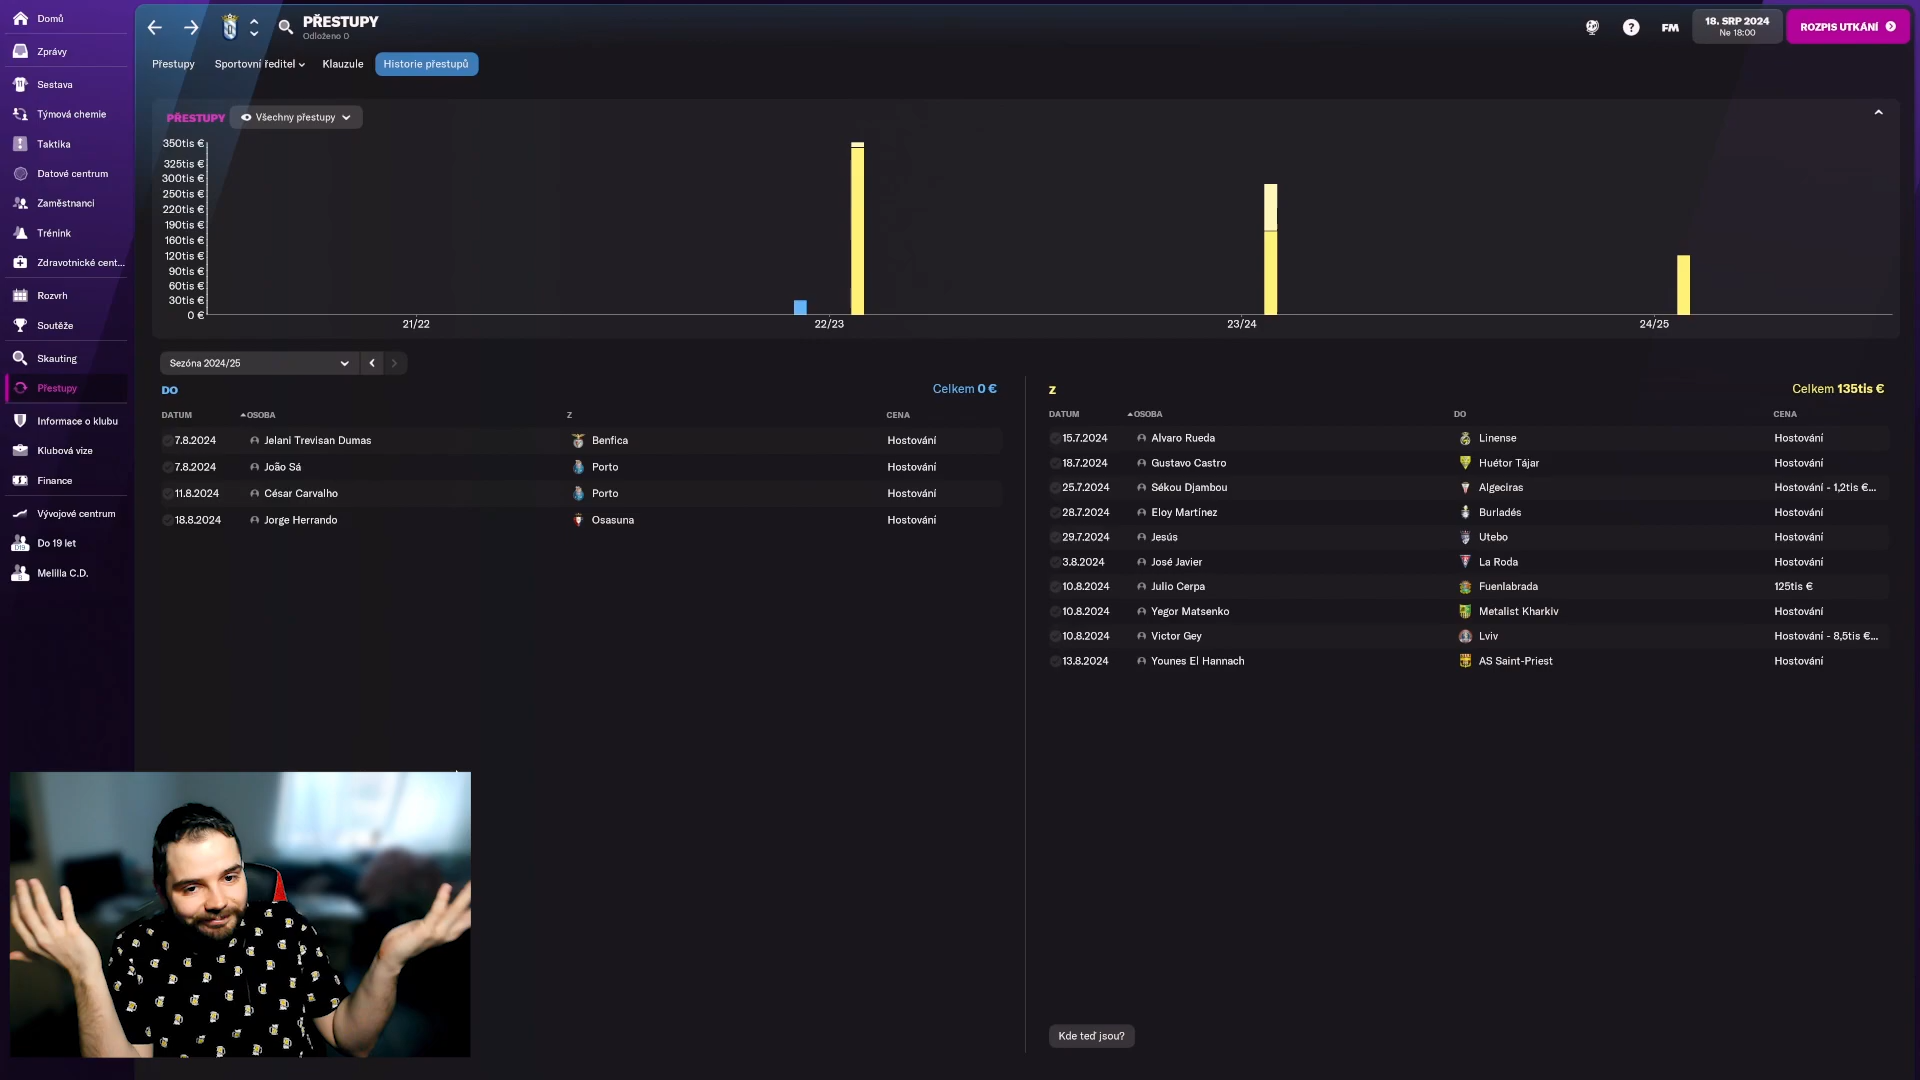 Domů
Zprávy
Sestava
Týmová chemie
Taktika
Datové centrum
Zaměstnanci
Trénink
Zdravotnické cent...
Rozvrh
Soutěže
Skauting
Přestupy
Informace o klubu
Klubová vize
Finance
Vývojové centrum
Do 19 let
Melilla C.D.
PŘESTUPY
Odloženo 0
FM
18. SRP 2024
Ne 18:00
ROZPIS UTKÁNÍ
Přestupy Sportovní ředitel Klauzule Historie přestupů
PŘESTUPY Všechny přestupy
350tis €
325tis €
300tis €
250tis €
220tis €
190tis €
160tis €
120tis €
90tis €
60tis €
30tis €
0 €
21/22 22/23 23/24 24/25
Sezóna 2024/25
DO Celkem 0 €
DATUM OSOBA Z CENA
7.8.2024 Jelani Trevisan Dumas Benfica Hostování
7.8.2024 João Sá Porto Hostování
11.8.2024 César Carvalho Porto Hostování
18.8.2024 Jorge Herrando Osasuna Hostování
Z Celkem 135tis €
DATUM OSOBA DO CENA
15.7.2024 Alvaro Rueda Linense Hostování
18.7.2024 Gustavo Castro Huétor Tájar Hostování
25.7.2024 Sékou Djambou Algeciras Hostování - 1,2tis €...
28.7.2024 Eloy Martínez Burladés Hostování
29.7.2024 Jesús Utebo Hostování
3.8.2024 José Javier La Roda Hostování
10.8.2024 Julio Cerpa Fuenlabrada 125tis €
10.8.2024 Yegor Matsenko Metalist Kharkiv Hostování
10.8.2024 Victor Gey Lviv Hostování - 8,5tis €...
13.8.2024 Younes El Hannach AS Saint-Priest Hostování
Kde teď jsou?